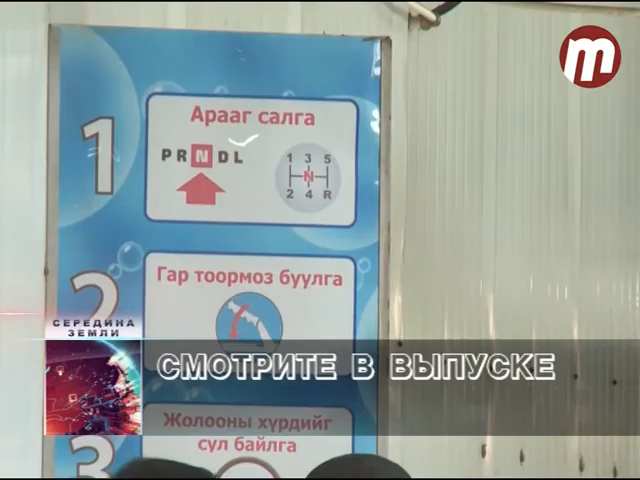 m
1
Арааг салга
PRNDL
1 3 5
N
2 4 R
2
Гар тоормоз буулга
СЕРЕДИНА
ЗЕМЛИ
СМОТРИТЕ В ВЫПУСКЕ
3
Жолооны хүрдийг
сул байлга